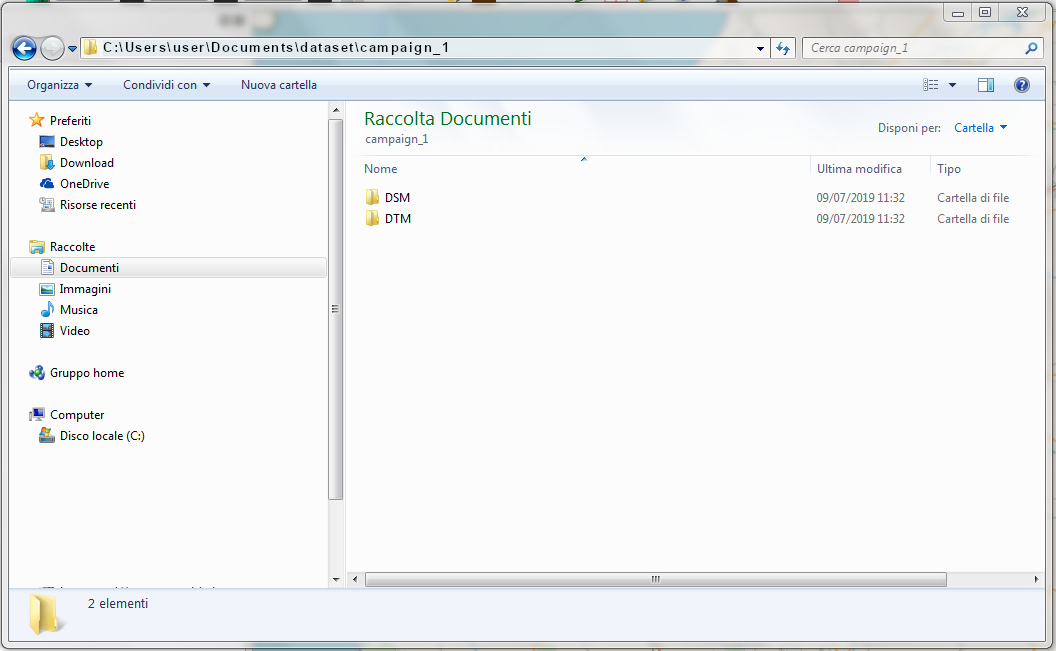 C:\Users\user\Documents\dataset\campaign_1
Cerca campaign_1
Organizza Condividi con Nuova cartella
Preferiti
Desktop
Download
OneDrive
Risorse recenti
Raccolte
Documenti
Immagini
Musica
Video
Gruppo home
Computer
Disco locale (C:)
Raccolta Documenti
campaign_1
Disponi per: Cartella
Nome Ultima modifica Tipo
DSM 09/07/2019 11:32 Cartella di file
DTM 09/07/2019 11:32 Cartella di file
2 elementi